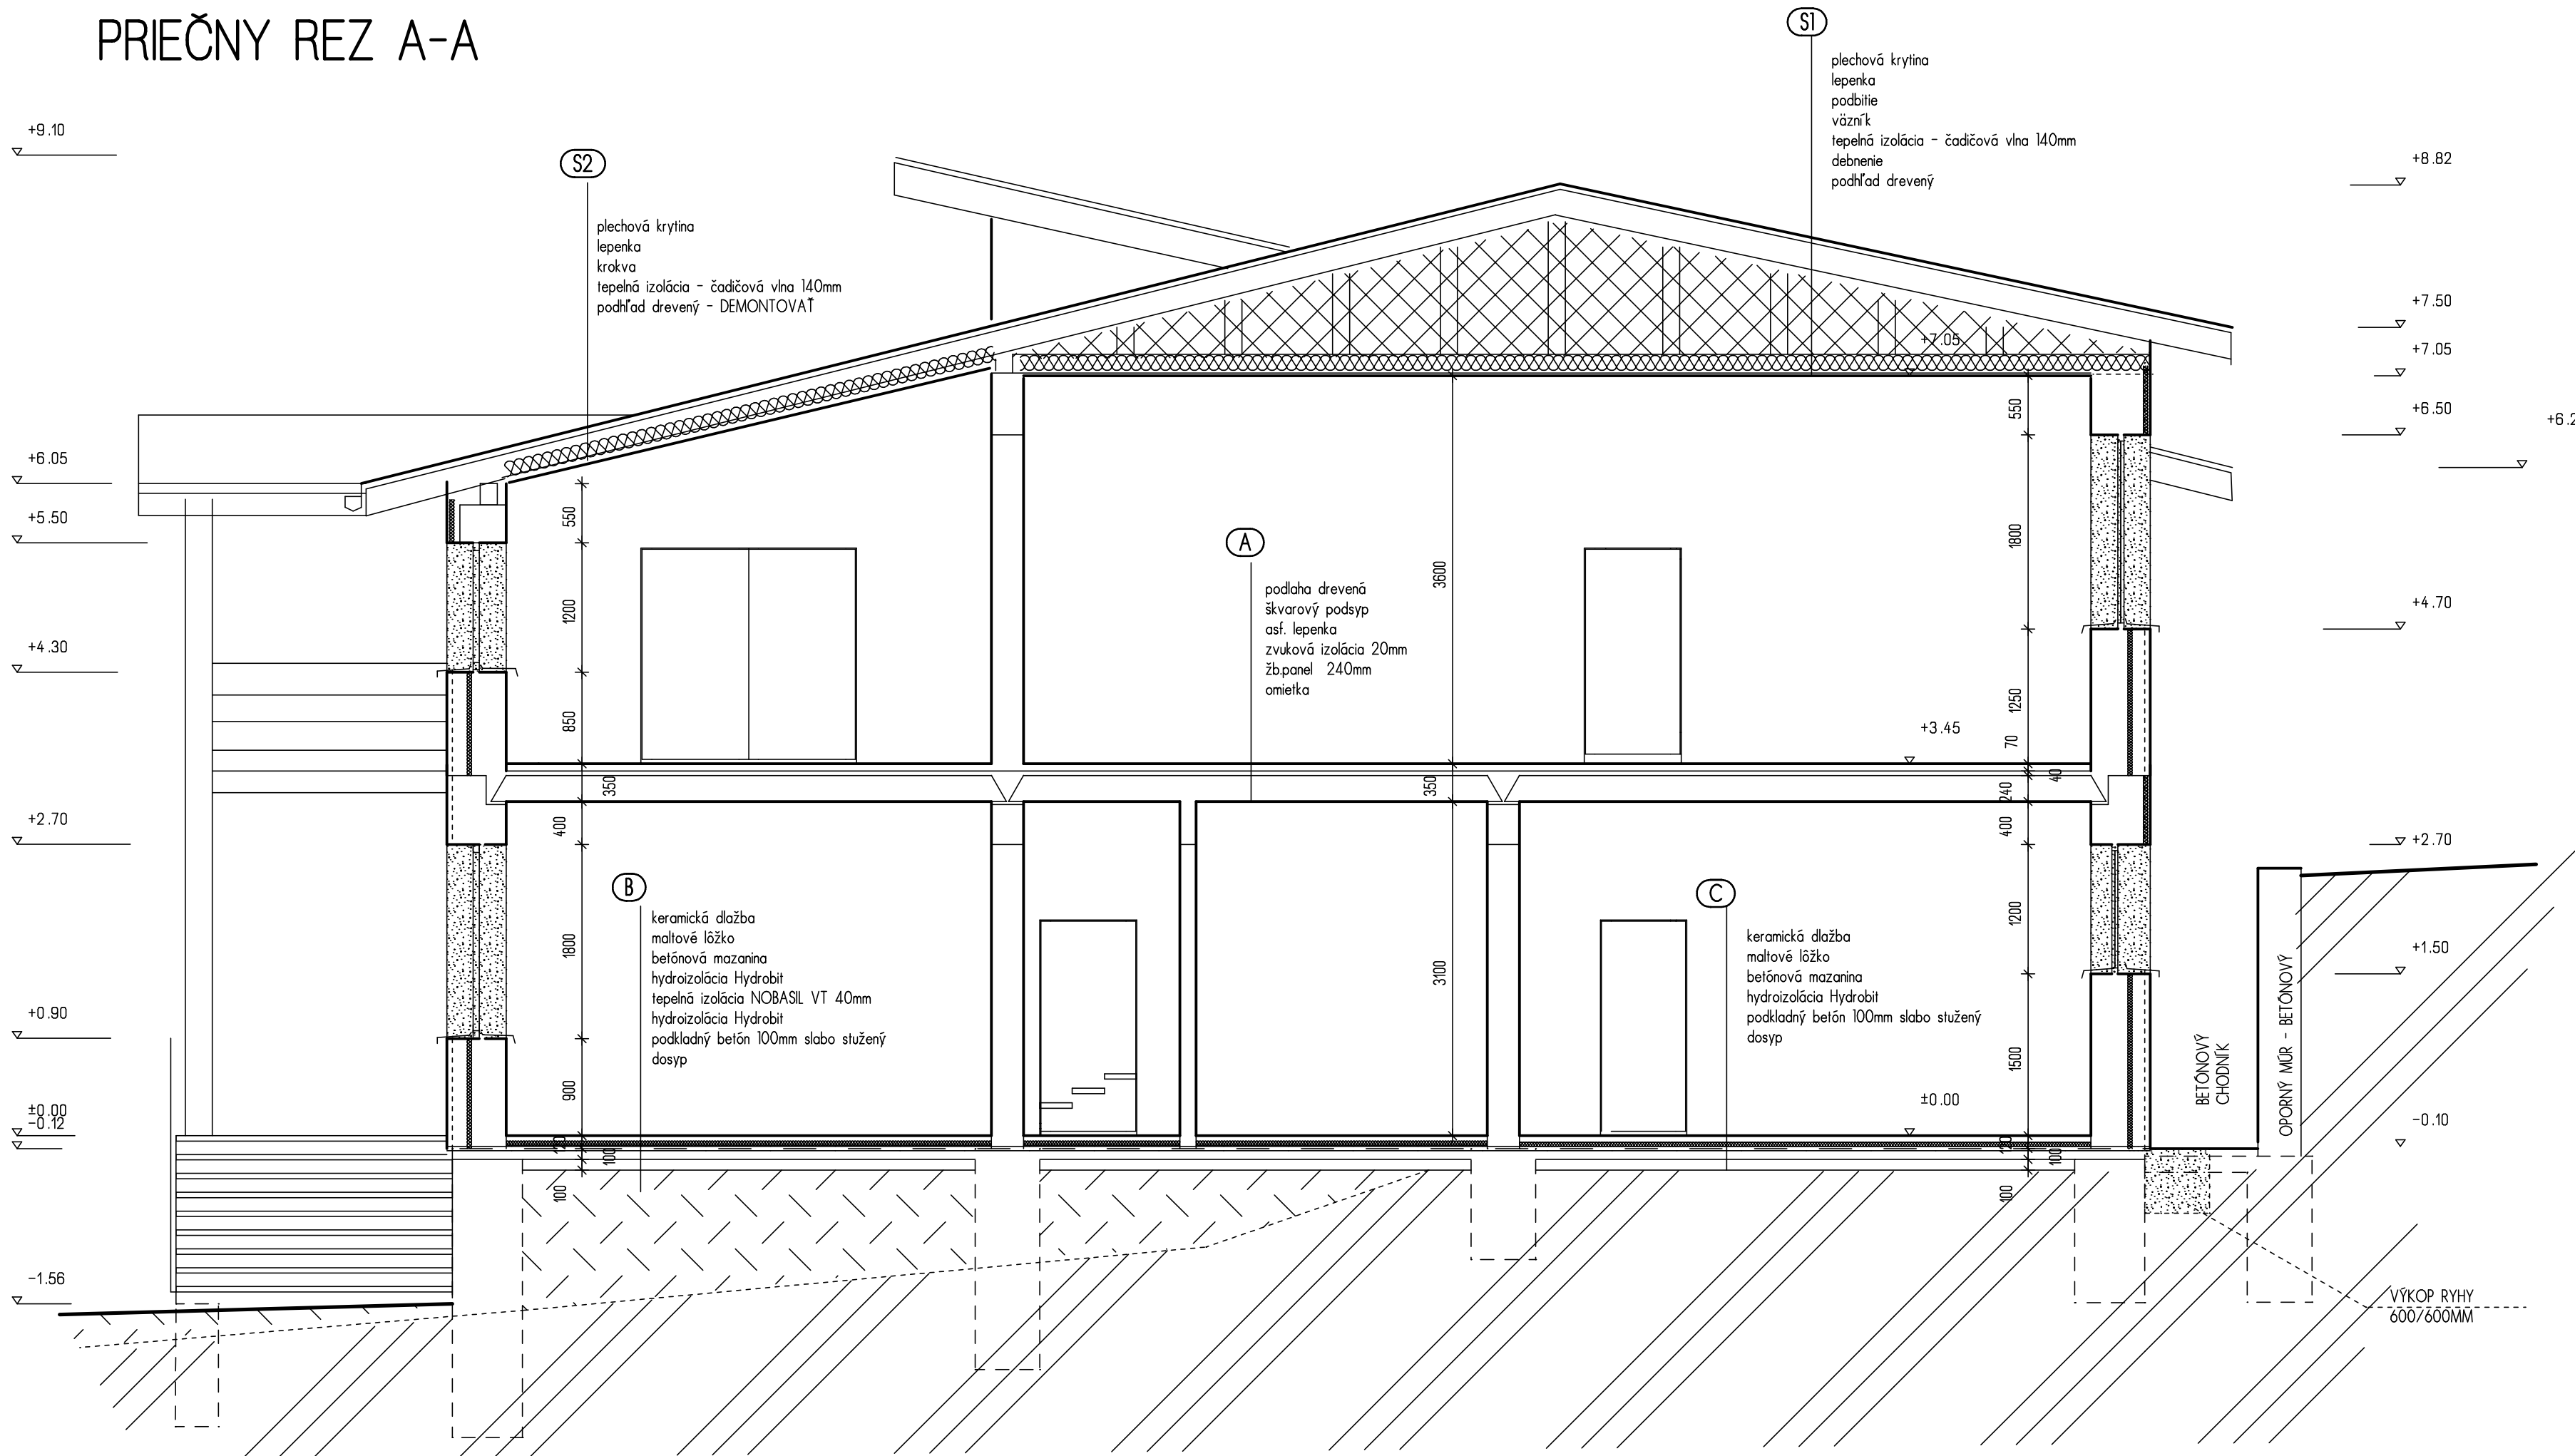 PRIEČNY REZ A-A
S1
plechová krytina
lepenka
podbitie
väzník
tepelná izolácia - čadičová vlna 140mm
debnenie
podhľad drevený
S2
plechová krytina
lepenka
krokva
tepelná izolácia - čadičová vlna 140mm
podhľad drevený - DEMONTOVAŤ
+9.10
+6.05
+5.50
+4.30
+2.70
+0.90
±0.00
-0.12
-1.56
A
podlaha drevená
škvarový podsyp
asf. lepenka
zvuková izolácia 20mm
žb.panel 240mm
omietka
B
keramická dlažba
maltové lôžko
betónová mazanina
hydroizolácia Hydrobit
tepelná izolácia NOBASIL VT 40mm
hydroizolácia Hydrobit
podkladný betón 100mm slabo stužený
dosyp
C
keramická dlažba
maltové lôžko
betónová mazanina
hydroizolácia Hydrobit
podkladný betón 100mm slabo stužený
dosyp
550
1200
850
350
400
1800
900
120
100
100
3600
350
3100
+7.05
+3.45
±0.00
550
1800
1250
70
40
240
400
1200
1500
120
100
100
+8.82
+7.50
+7.05
+6.50
+6.2
+4.70
+2.70
+1.50
-0.10
BETÓNOVÝ
CHODNÍK
OPORNÝ MÚR - BETÓNOVÝ
VÝKOP RYHY
600/600MM